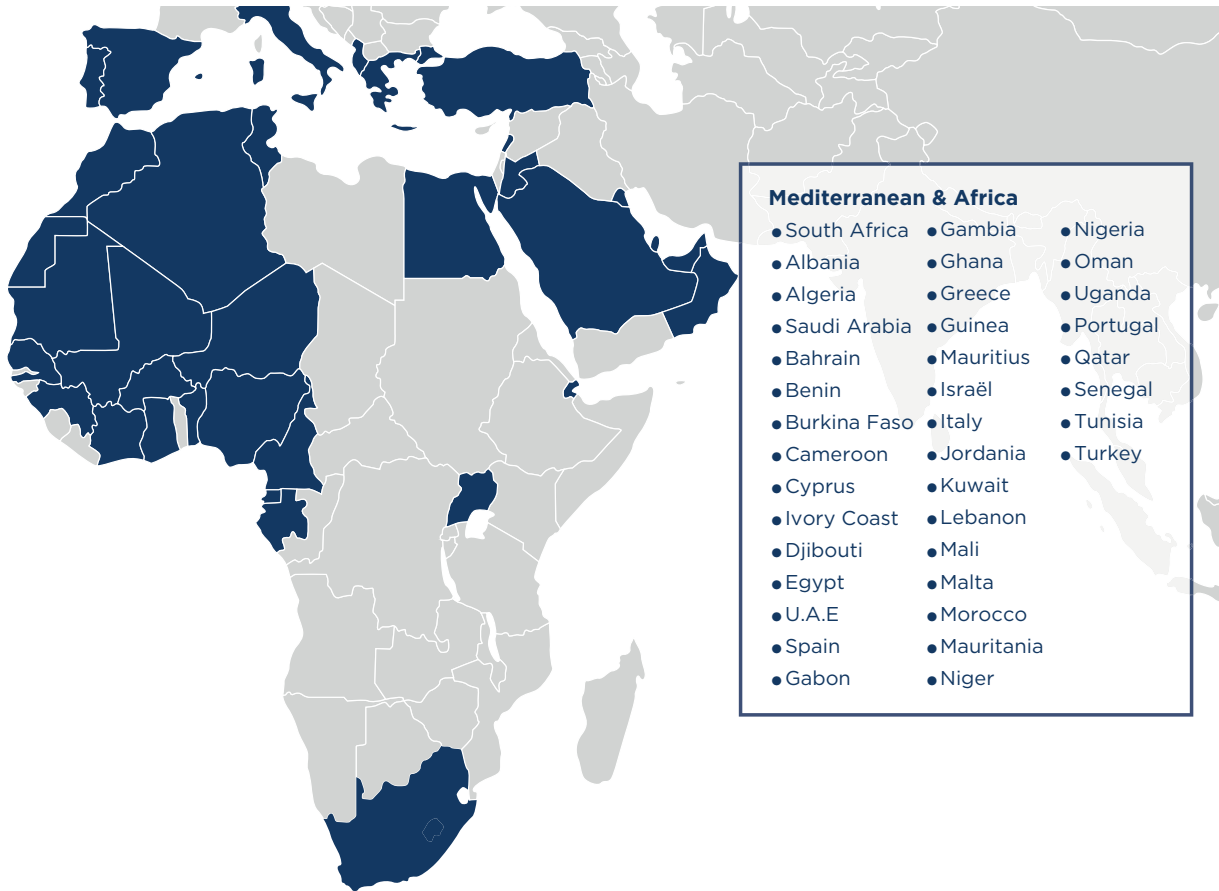 Mediterranean & Africa
• South Africa
• Albania
• Algeria
• Saudi Arabia
• Bahrain
• Benin
• Burkina Faso
• Cameroon
• Cyprus
• Ivory Coast
• Djibouti
• Egypt
• U.A.E
• Spain
• Gabon
• Gambia
• Ghana
• Greece
• Guinea
• Mauritius
• Israël
• Italy
• Jordania
• Kuwait
• Lebanon
• Mali
• Malta
• Morocco
• Mauritania
• Niger
• Nigeria
• Oman
• Uganda
• Portugal
• Qatar
• Senegal
• Tunisia
• Turkey